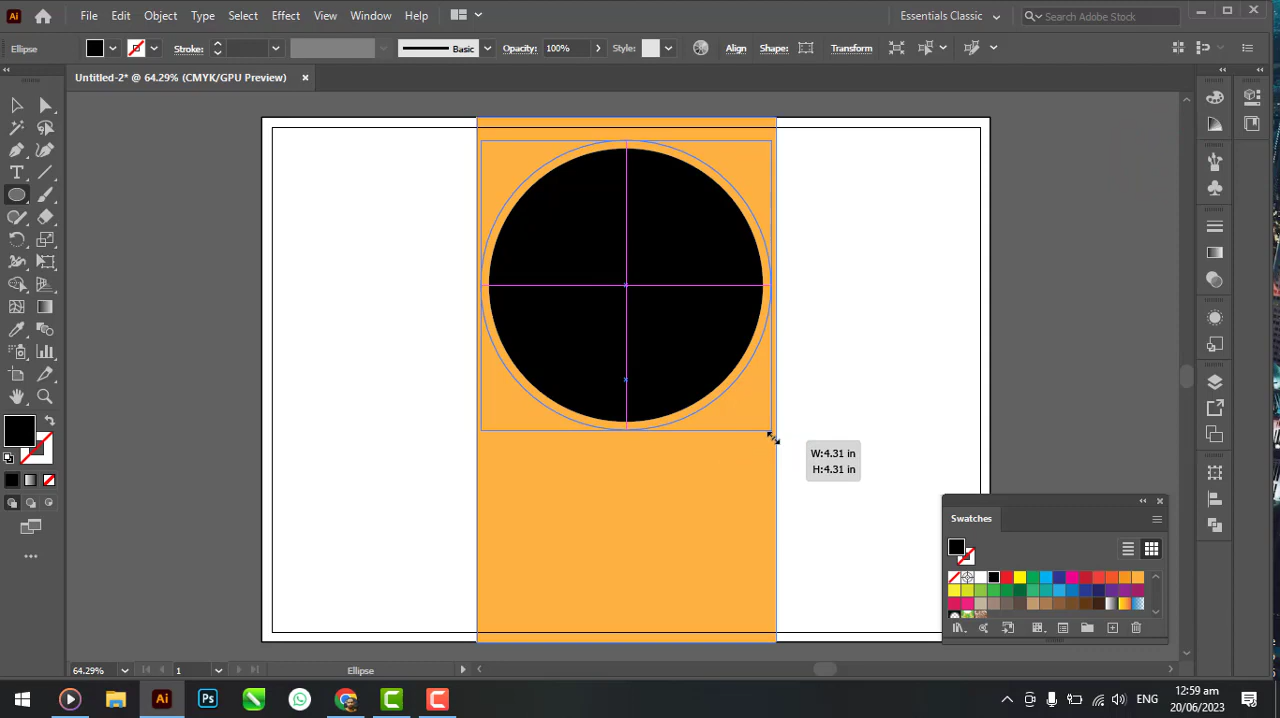 Ai File Edit Object Type Select Effect View Window Help Essentials Classic Search Adobe Stock
Ellipse Stroke: Basic Opacity: 100% Style: Align Shape: Transform
Untitled-2* @ 64.29% (CMYK/GPU Preview)
W:4.31 in
H:4.31 in
Swatches
64.29% 1 Ellipse
Ai Ps ENG 12:59 am
20/06/2023